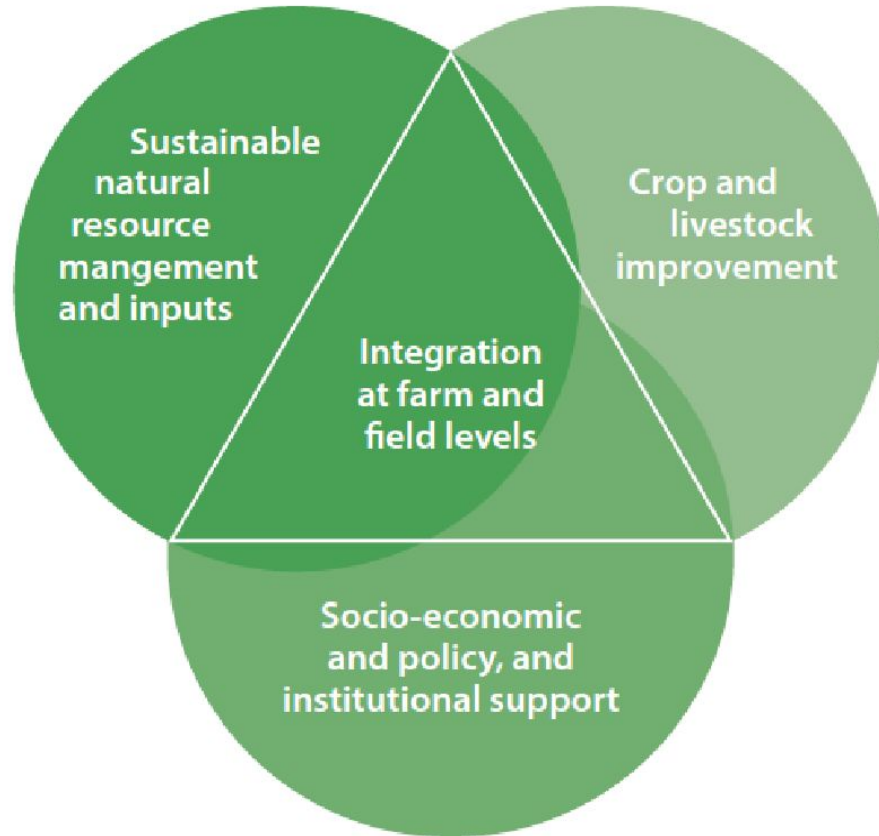 Sustainable
natural
resource
mangement
and inputs
Crop and
livestock
improvement
Integration
at farm and
field levels
Socio-economic
and policy, and
institutional support